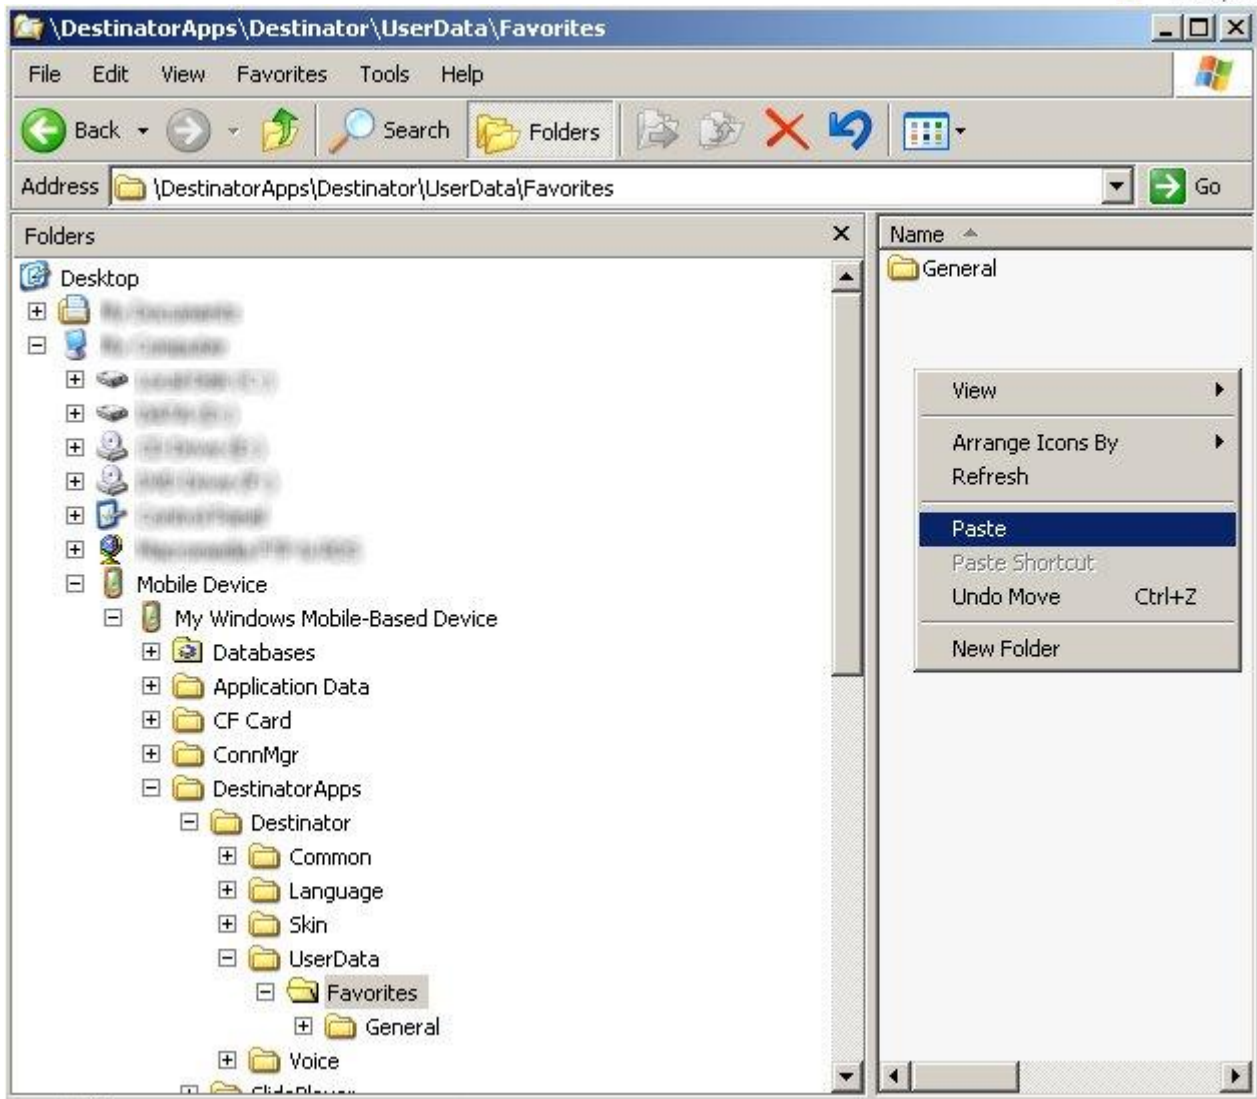 \DestinatorApps\Destinator\UserData\Favorites
File Edit View Favorites Tools Help
Back Search Folders
Address \DestinatorApps\Destinator\UserData\Favorites Go
Folders
Desktop
Mobile Device
My Windows Mobile-Based Device
Databases
Application Data
CF Card
ConnMgr
DestinatorApps
Destinator
Common
Language
Skin
UserData
Favorites
General
Voice
Name
General
View
Arrange Icons By
Refresh
Paste
Paste Shortcut
Undo Move Ctrl+Z
New Folder